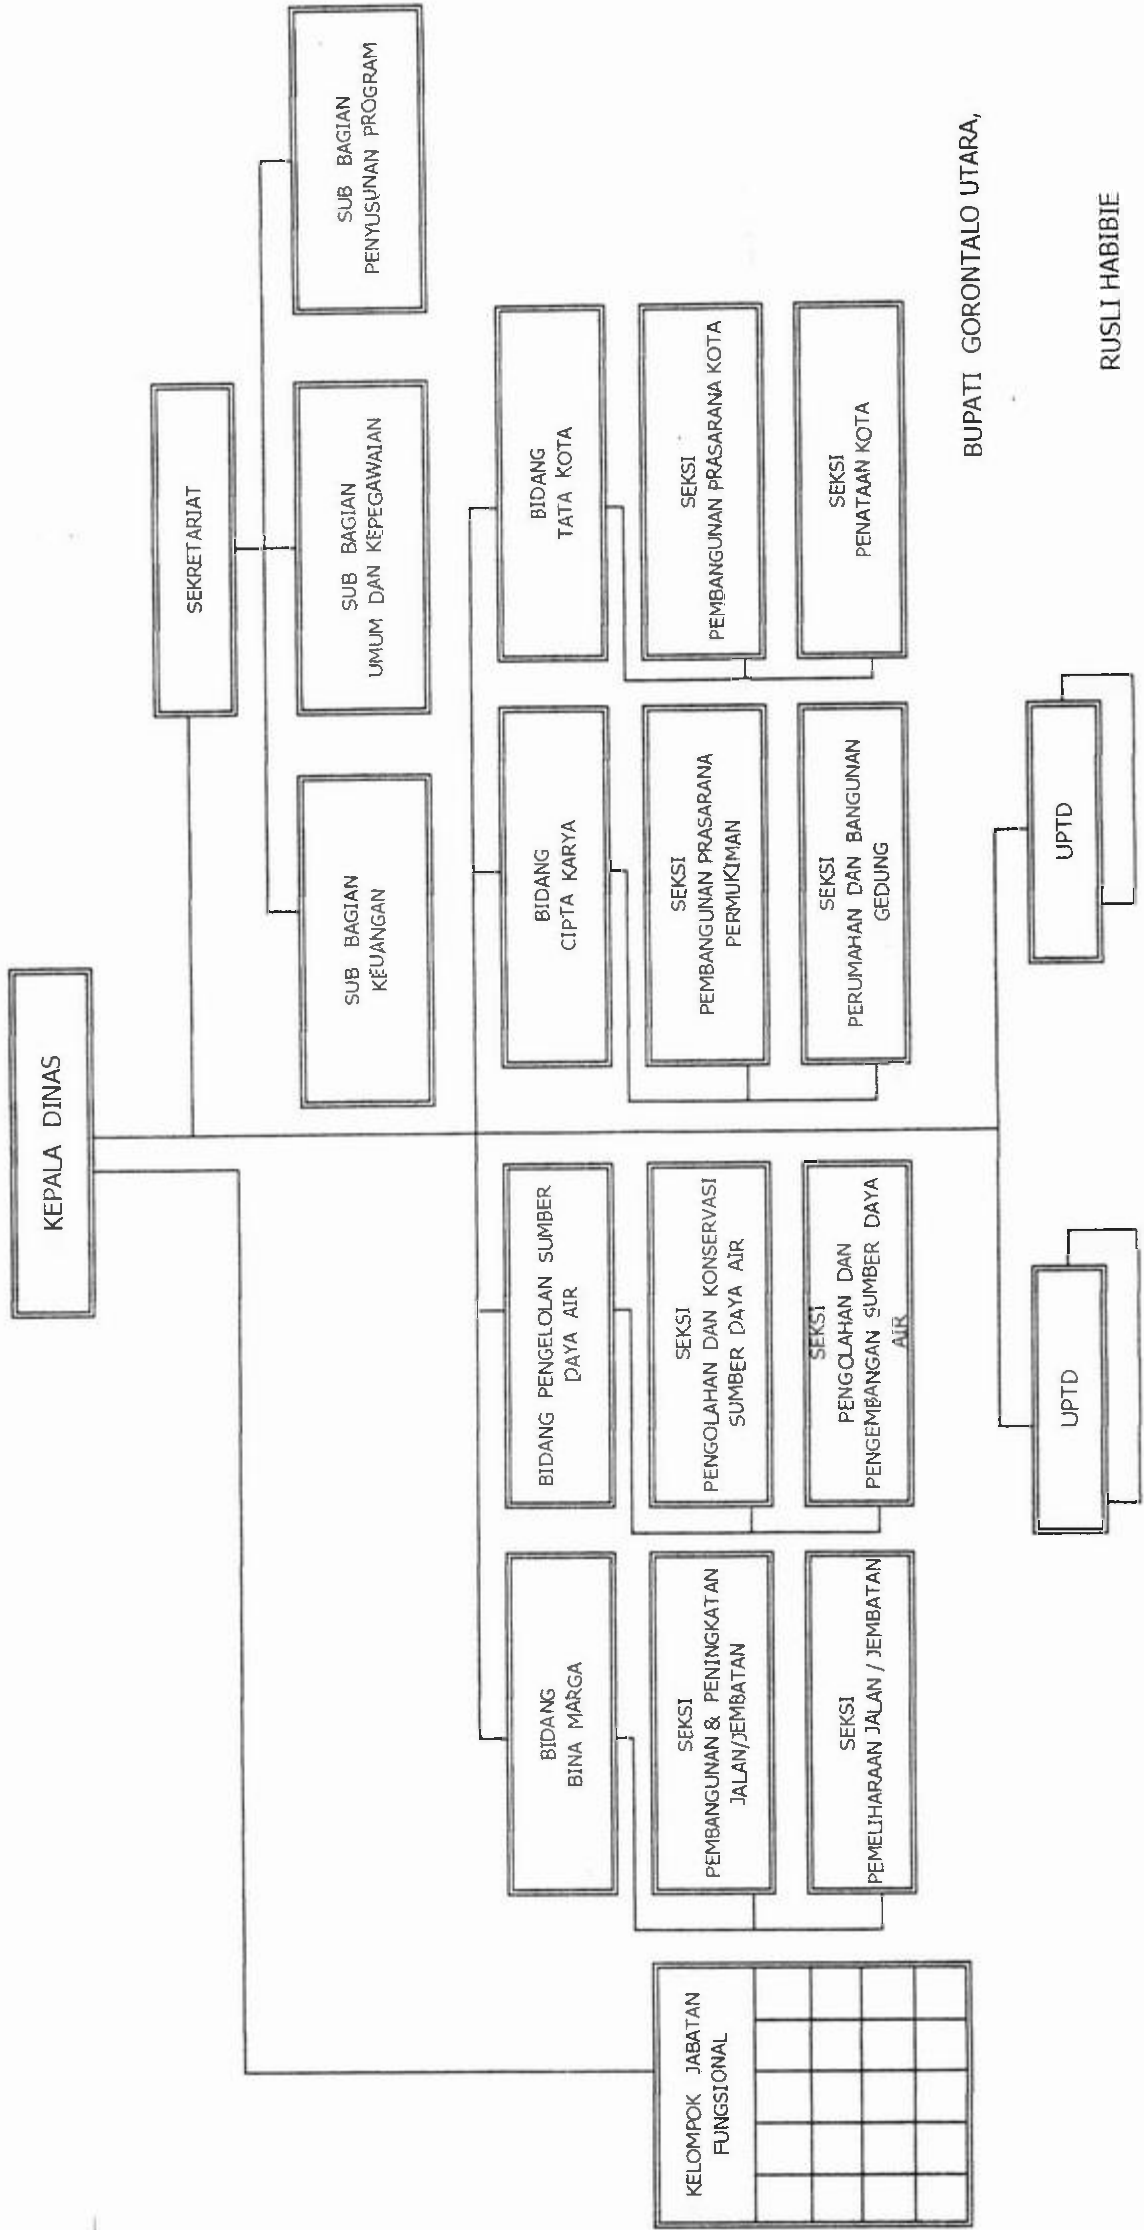 KEPALA DINAS
SEKRETARIAT
SUB BAGIAN
KEUANGAN
SUB BAGIAN
UMUM DAN KEPEGAWAIAN
SUB BAGIAN
PENYUSUNAN PROGRAM
BIDANG
BINA MARGA
BIDANG PENGELOLAN SUMBER
DAYA AIR
BIDANG
CIPTA KARYA
BIDANG
TATA KOTA
KELOMPOK JABATAN
FUNGSIONAL
SEKSI
PEMBANGUNAN & PENINGKATAN
JALAN/JEMBATAN
SEKSI
PENGOLAHAN DAN KONSERVASI
SUMBER DAYA AIR
SEKSI
PEMBANGUNAN PRASARANA
PERMUKIMAN
SEKSI
PEMBANGUNAN PRASARANA KOTA
SEKSI
PEMELIHARAAN JALAN / JEMBATAN
SEKSI
PENGOLAHAN DAN
PENGEMBANGAN SUMBER DAYA
AIR
SEKSI
PERUMAHAN DAN BANGUNAN
GEDUNG
SEKSI
PENATAAN KOTA
UPTD
UPTD
BUPATI GORONTALO UTARA,
RUSLI HABIBIE